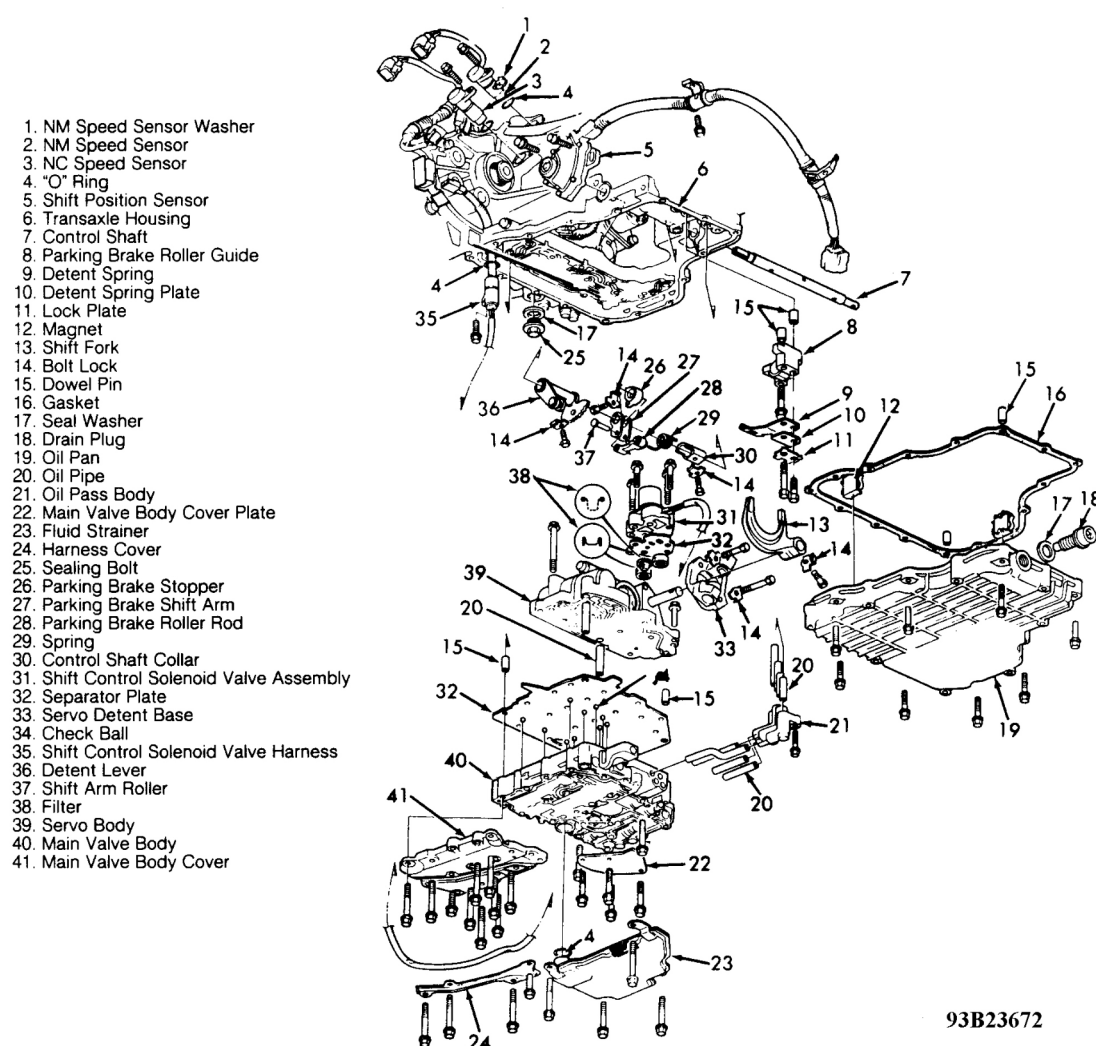 1. NM Speed Sensor Washer
2. NM Speed Sensor
3. NC Speed Sensor
4. "O" Ring
5. Shift Position Sensor
6. Transaxle Housing
7. Control Shaft
8. Parking Brake Roller Guide
9. Detent Spring
10. Detent Spring Plate
11. Lock Plate
12. Magnet
13. Shift Fork
14. Bolt Lock
15. Dowel Pin
16. Gasket
17. Seal Washer
18. Drain Plug
19. Oil Pan
20. Oil Pipe
21. Oil Pass Body
22. Main Valve Body Cover Plate
23. Fluid Strainer
24. Harness Cover
25. Sealing Bolt
26. Parking Brake Stopper
27. Parking Brake Shift Arm
28. Parking Brake Roller Rod
29. Spring
30. Control Shaft Collar
31. Shift Control Solenoid Valve Assembly
32. Separator Plate
33. Servo Detent Base
34. Check Ball
35. Shift Control Solenoid Valve Harness
36. Detent Lever
37. Shift Arm Roller
38. Filter
39. Servo Body
40. Main Valve Body
41. Main Valve Body Cover
1
2
3
4
5
6
7
4
35
17
25
15
8
14
26
27
28
29
36
14
37
30
14
9
10
11
12
15
16
38
31
32
13
14
17
18
39
20
33
14
15
32
15
20
21
19
40
20
41
22
4
23
24
93B23672